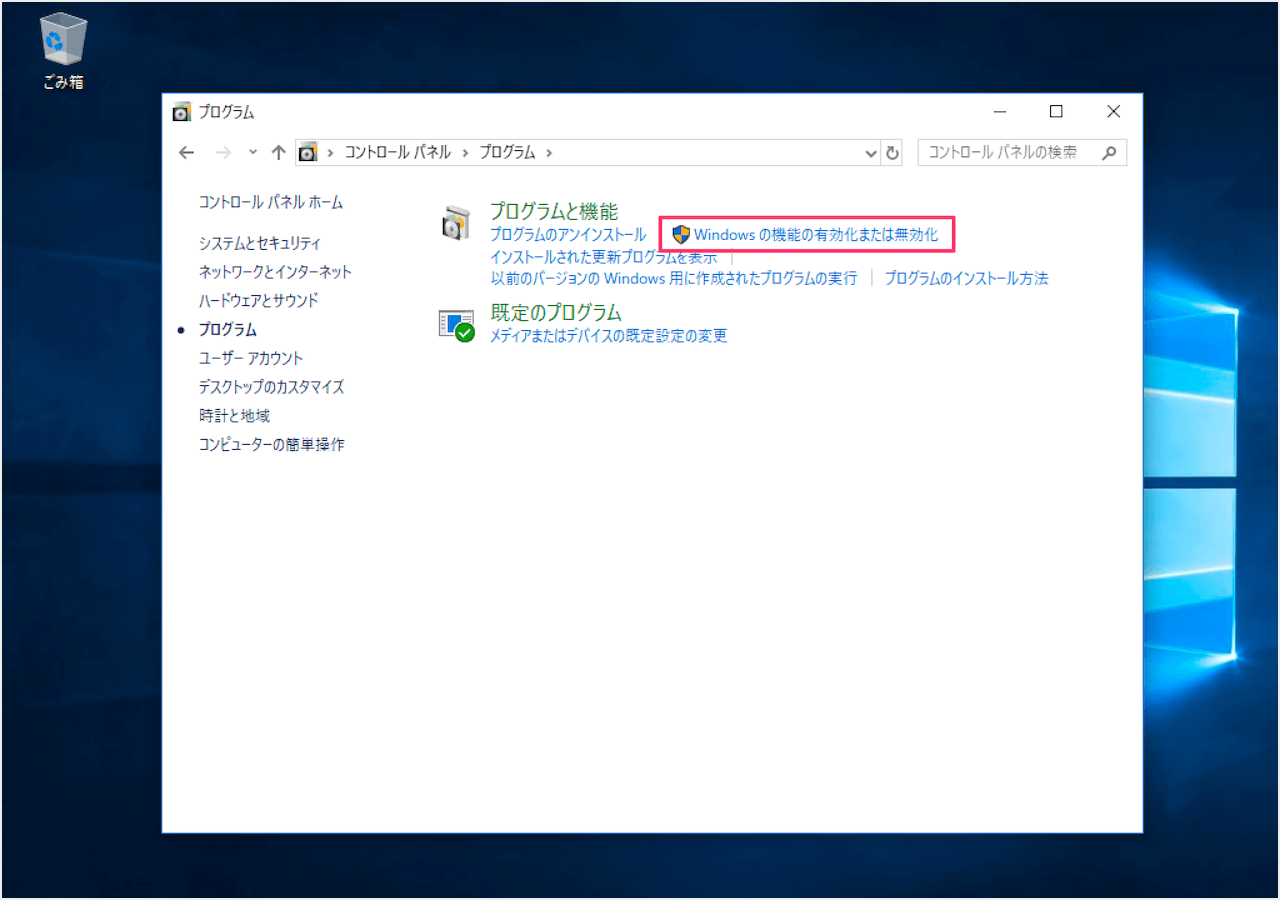 ごみ箱
プログラム
コントロール パネル プログラム
コントロール パネルの検索
コントロール パネル ホーム
システムとセキュリティ
ネットワークとインターネット
ハードウェアとサウンド
プログラム
ユーザー アカウント
デスクトップのカスタマイズ
時計と地域
コンピューターの簡単操作
プログラムと機能
プログラムのアンインストール Windows の機能の有効化または無効化
インストールされた更新プログラムを表示
以前のバージョンの Windows 用に作成されたプログラムの実行 プログラムのインストール方法
既定のプログラム
メディアまたはデバイスの既定設定の変更